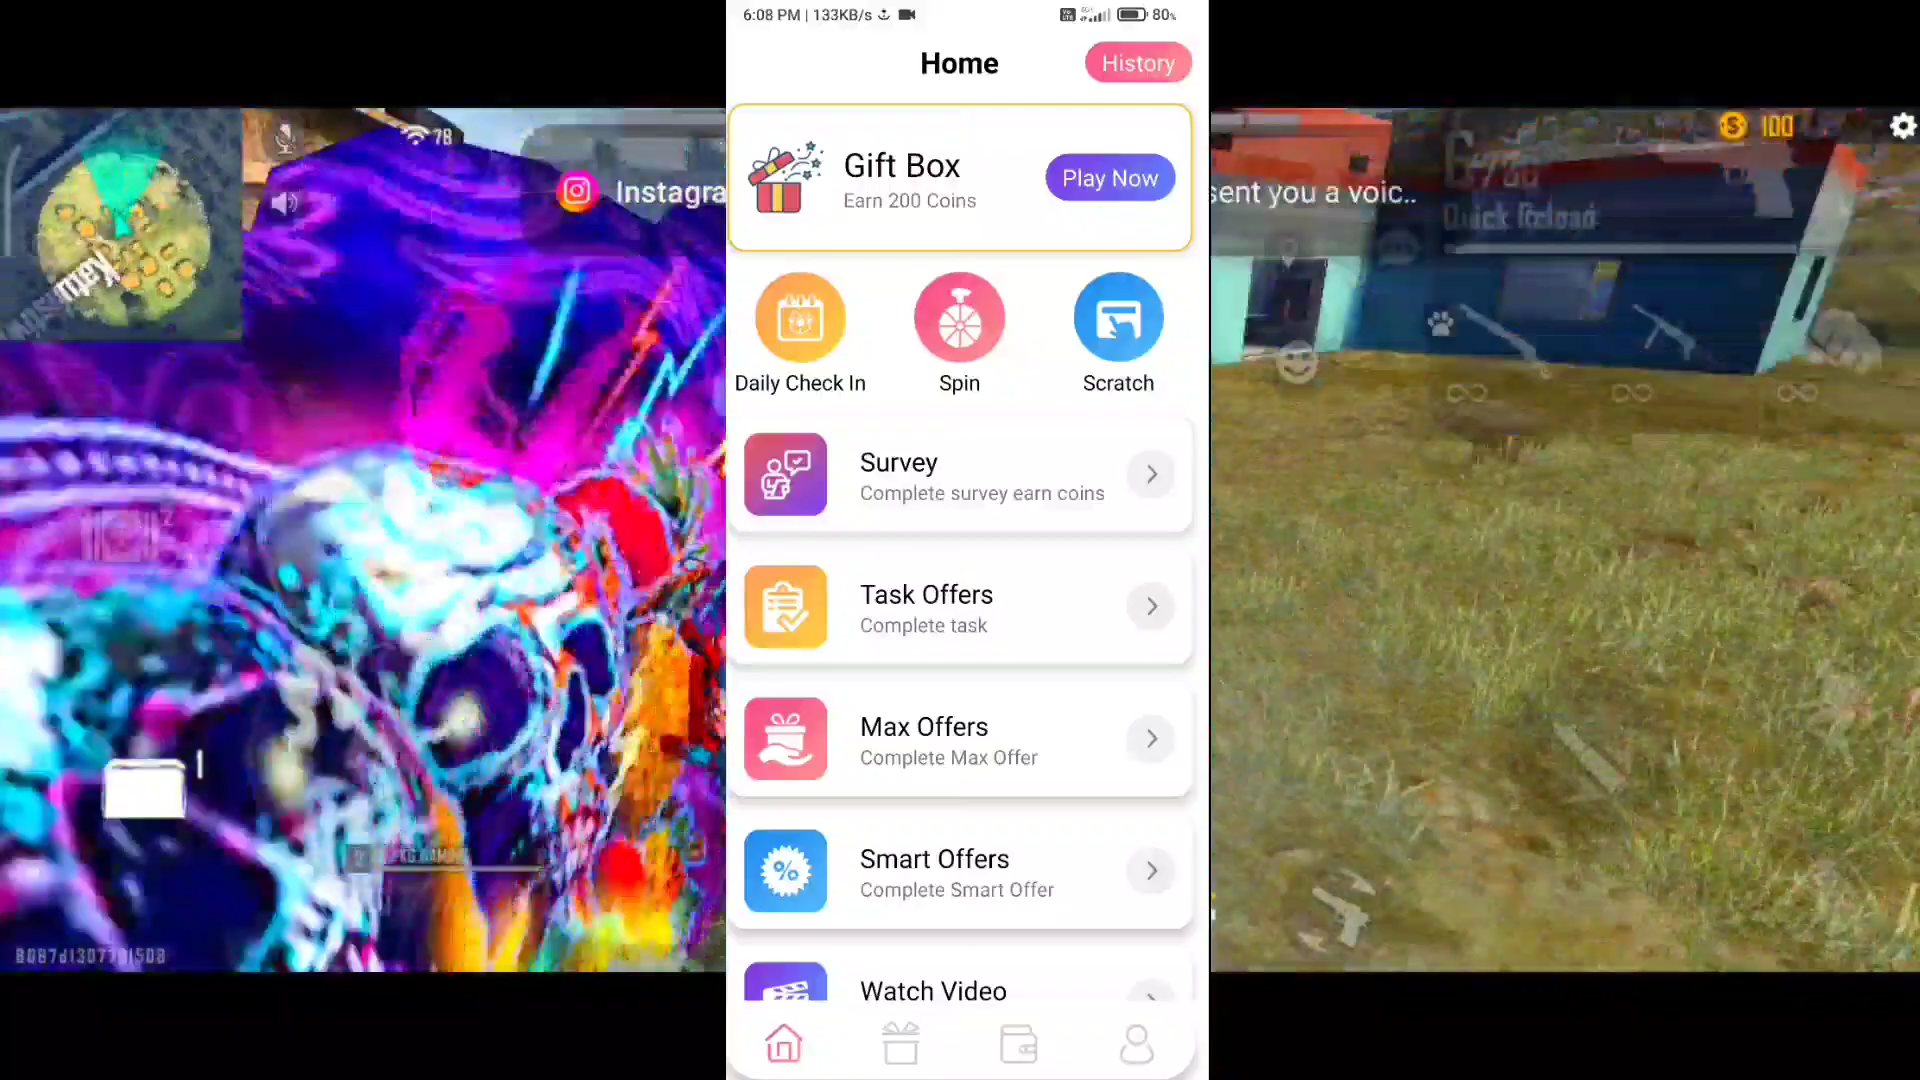 6:08 PM | 133KB/s
80%
Home
History
78
100
Gift Box
Earn 200 Coins
Play Now
Instagra
sent you a voic..
Quick Reload
Daily Check In
Spin
Scratch
Survey
Complete survey earn coins
Task Offers
Complete task
Max Offers
Complete Max Offer
Smart Offers
Complete Smart Offer
Watch Video